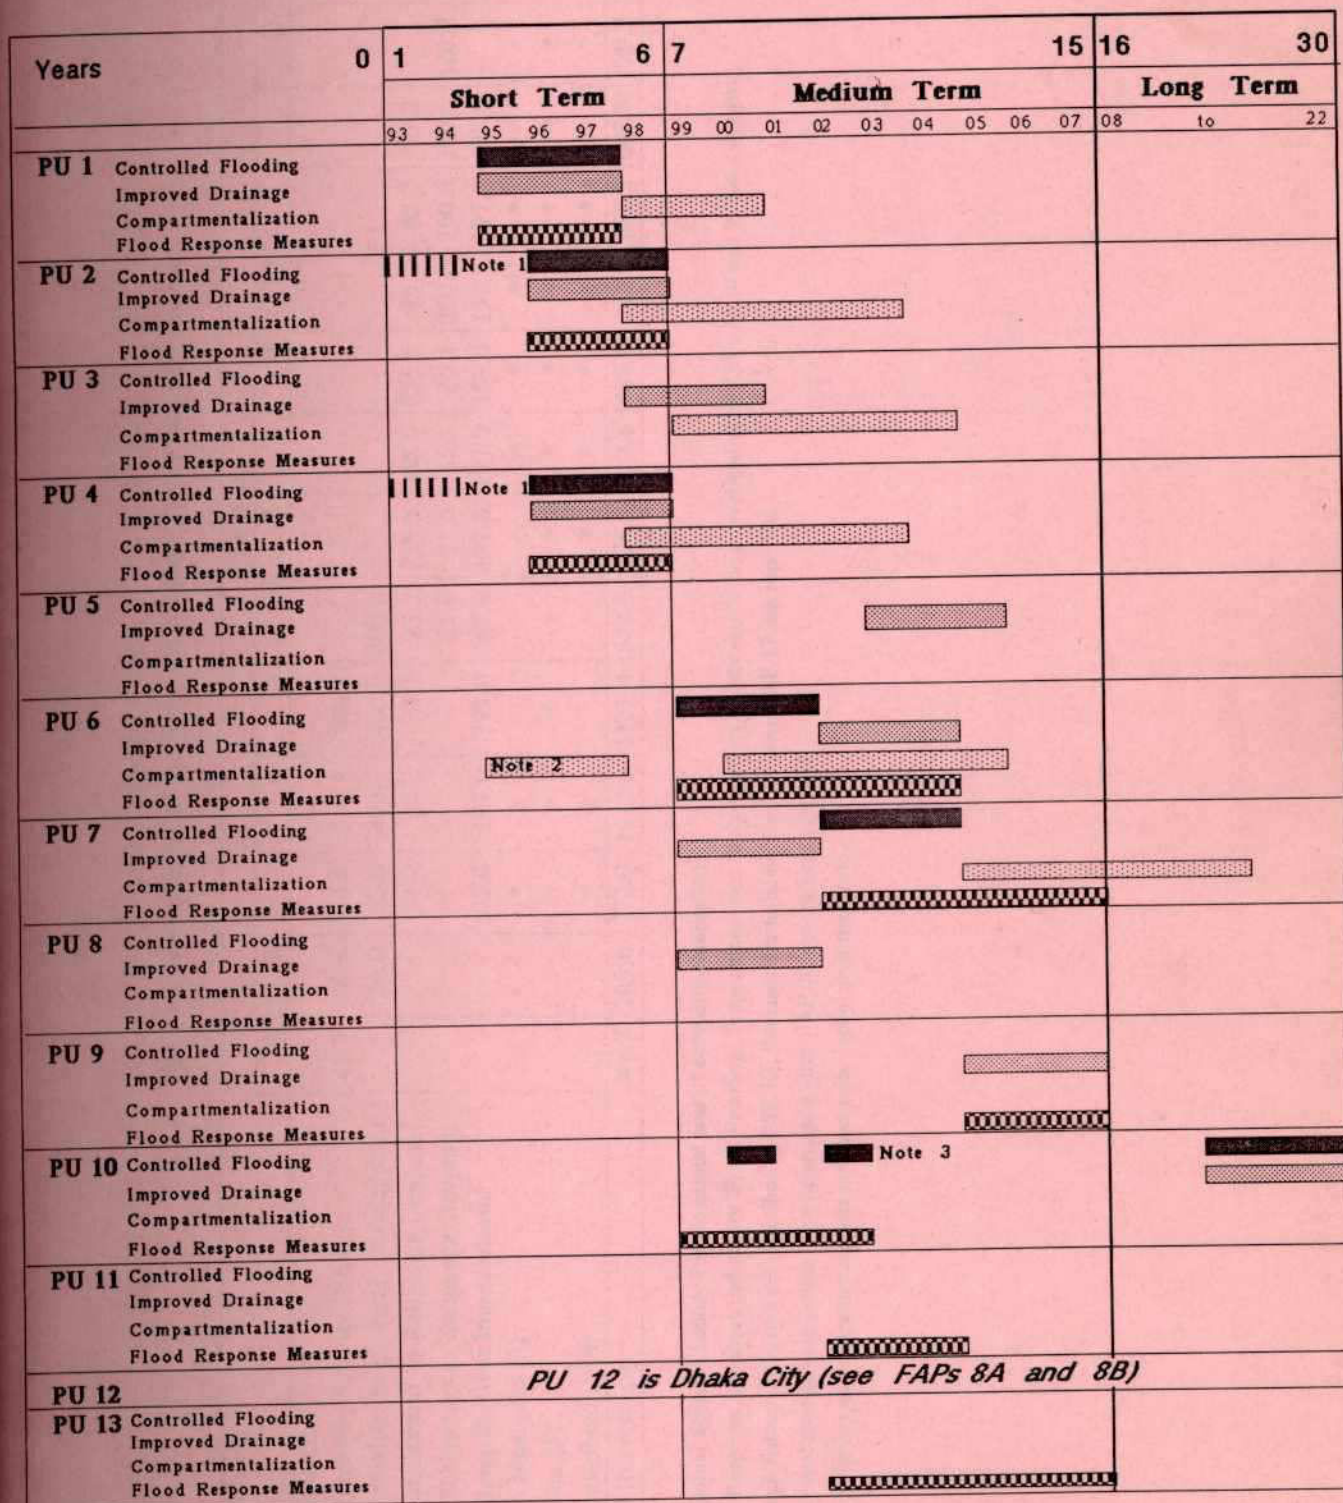 Years 0 1 6 7 15 16 30
Short Term Medium Term Long Term
93 94 95 96 97 98 99 00 01 02 03 04 05 06 07 08 to 22
PU 1 Controlled Flooding
Improved Drainage
Compartmentalization
Flood Response Measures
PU 2 Controlled Flooding Note 1
Improved Drainage
Compartmentalization
Flood Response Measures
PU 3 Controlled Flooding
Improved Drainage
Compartmentalization
Flood Response Measures
PU 4 Controlled Flooding Note 1
Improved Drainage
Compartmentalization
Flood Response Measures
PU 5 Controlled Flooding
Improved Drainage
Compartmentalization
Flood Response Measures
PU 6 Controlled Flooding
Improved Drainage
Compartmentalization Note 2
Flood Response Measures
PU 7 Controlled Flooding
Improved Drainage
Compartmentalization
Flood Response Measures
PU 8 Controlled Flooding
Improved Drainage
Compartmentalization
Flood Response Measures
PU 9 Controlled Flooding
Improved Drainage
Compartmentalization
Flood Response Measures
PU 10 Controlled Flooding Note 3
Improved Drainage
Compartmentalization
Flood Response Measures
PU 11 Controlled Flooding
Improved Drainage
Compartmentalization
Flood Response Measures
PU 12 PU 12 is Dhaka City (see FAPs 8A and 8B)
PU 13 Controlled Flooding
Improved Drainage
Compartmentalization
Flood Response Measures